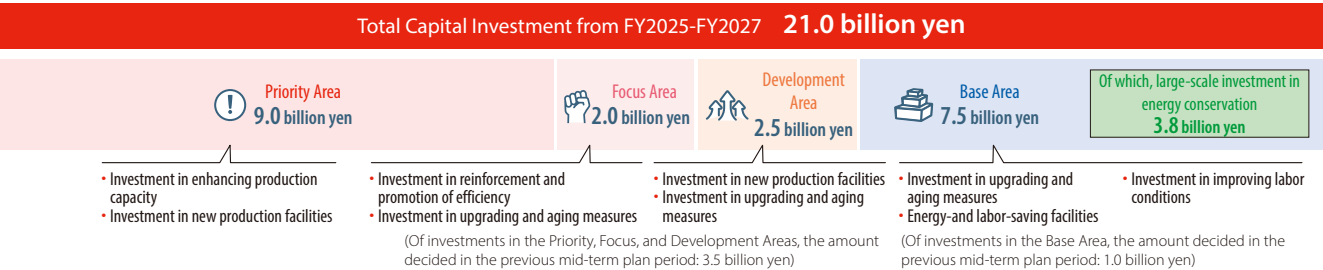 Total Capital Investment from FY2025-FY2027 21.0 billion yen
Priority Area
9.0 billion yen
Focus Area
2.0 billion yen
Development
Area
2.5 billion yen
Base Area
7.5 billion yen
Of which, large-scale investment in
energy conservation
3.8 billion yen
• Investment in enhancing production
capacity
• Investment in new production facilities
• Investment in reinforcement and
promotion of efficiency
• Investment in upgrading and aging measures
• Investment in new production facilities
• Investment in upgrading and aging
measures
(Of investments in the Priority, Focus, and Development Areas, the amount
decided in the previous mid-term plan period: 3.5 billion yen)
• Investment in upgrading and
aging measures
• Energy-and labor-saving facilities
• Investment in improving labor
conditions
(Of investments in the Base Area, the amount decided in the
previous mid-term plan period: 1.0 billion yen)